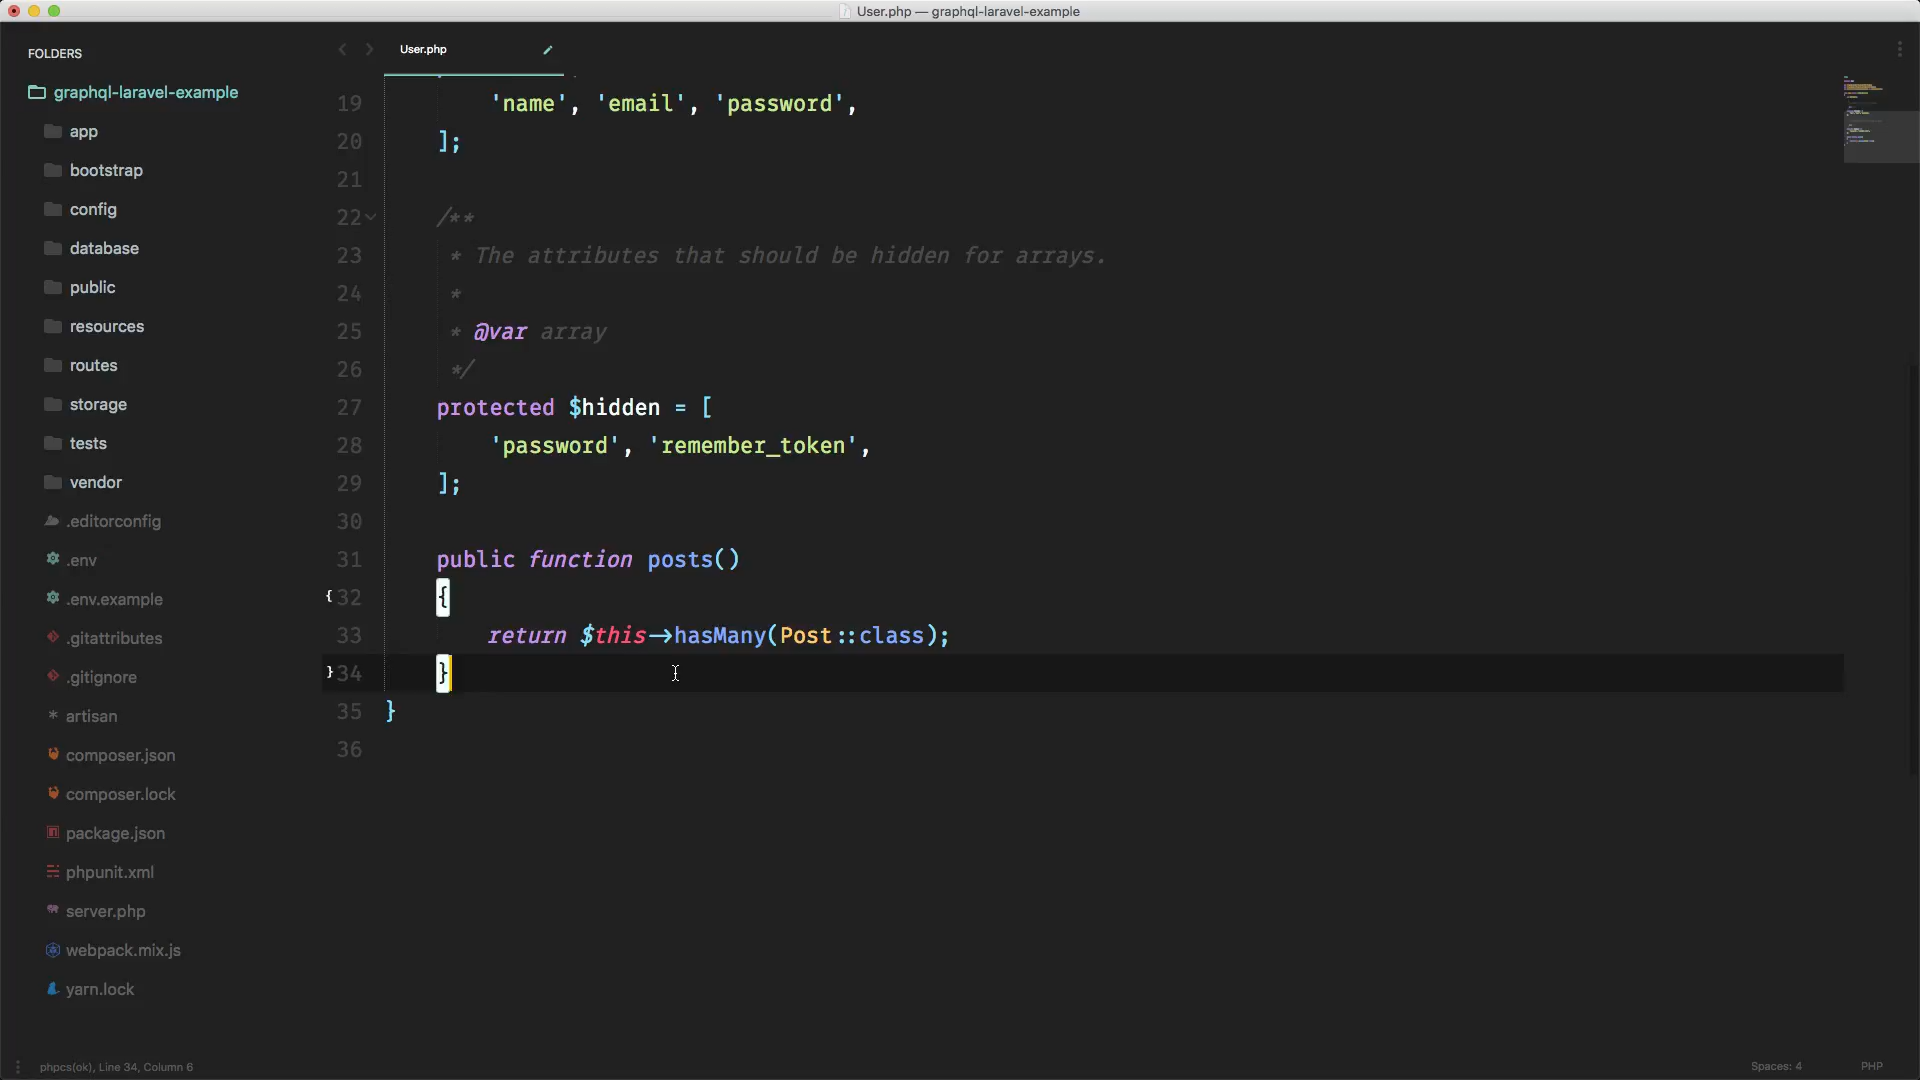 User.php — graphql-laravel-example
FOLDERS
graphql-laravel-example
app
bootstrap
config
database
public
resources
routes
storage
tests
vendor
.editorconfig
.env
.env.example
.gitattributes
.gitignore
artisan
composer.json
composer.lock
package.json
phpunit.xml
server.php
webpack.mix.js
yarn.lock
User.php
19 'name', 'email', 'password',
20 ];
21
22 /**
23 * The attributes that should be hidden for arrays.
24 *
25 * @var array
26 */
27 protected $hidden = [
28 'password', 'remember_token',
29 ];
30
31 public function posts()
{ 32 {
33 return $this->hasMany(Post::class);
} 34 }
35 }
36
phpcs(ok), Line 34, Column 6
Spaces: 4
PHP